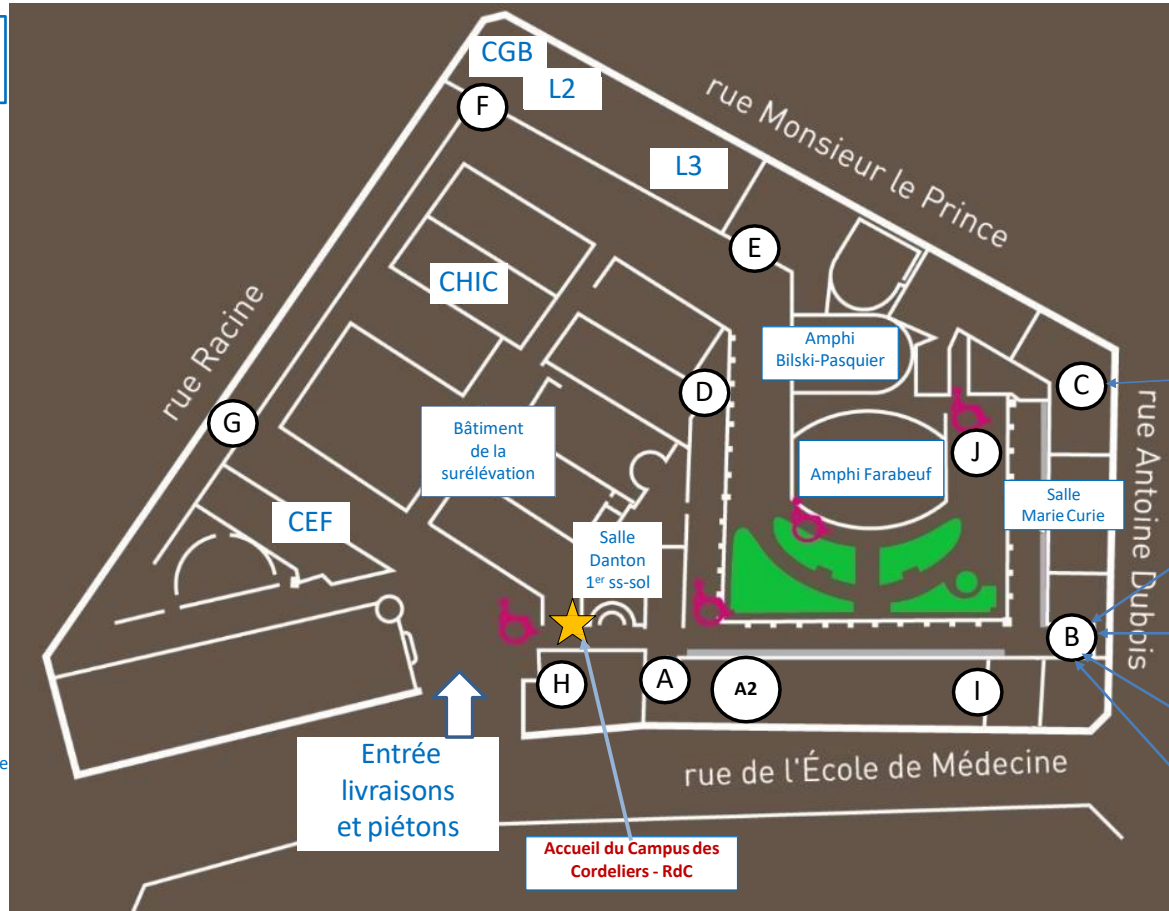 CGB
L2
F
rue Monsieur le Prince
L3
E
CHIC
rue Racine
Amphi
Bilski-Pasquier
D
C
G
J
rue Antoine Dubois
Bâtiment
de la
surélévation
Amphi Farabeuf
Salle
Marie Curie
CEF
Salle
Danton
1er ss-sol
B
H
A
A2
I
Entrée
livraisons
et piétons
rue de l'École de Médecine
e
Accueil du Campus des
Cordeliers - RdC